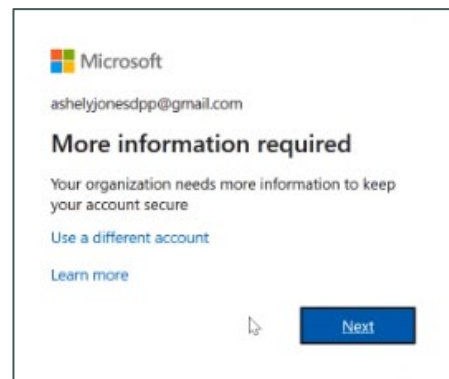 Microsoft
ashelyjonesdpp@gmail.com
More information required
Your organization needs more information to keep
your account secure
Use a different account
Learn more
Next